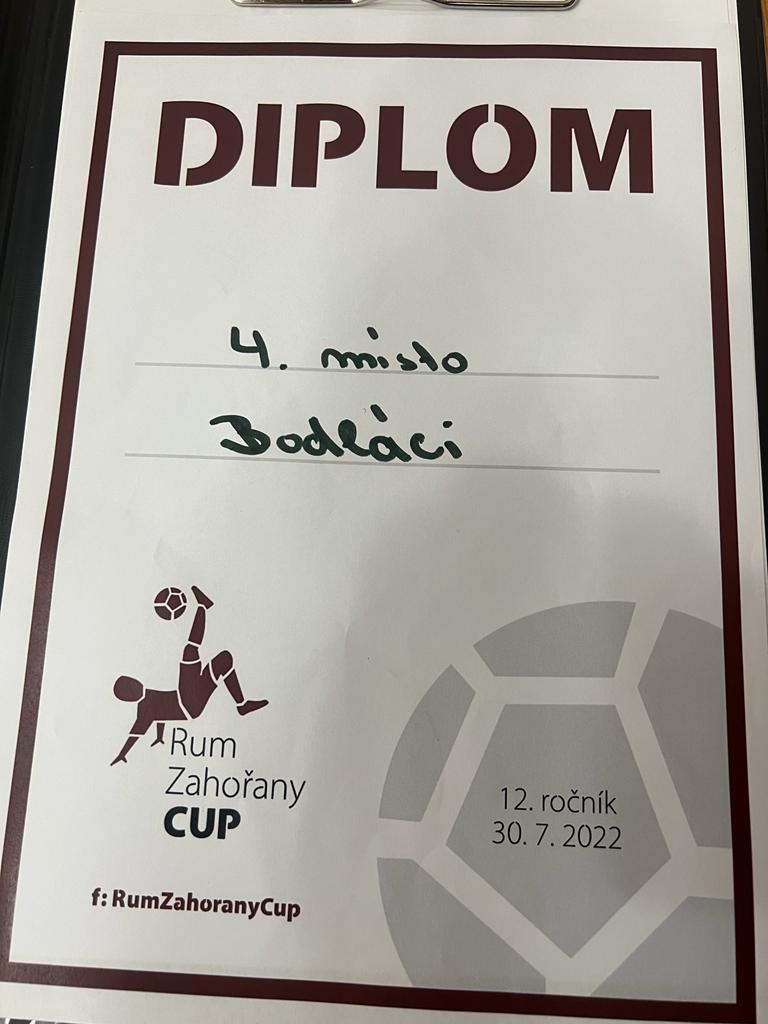 DIPLOM
4. místo
Bodláci
Rum
Zahořany
CUP
12. ročník
30. 7. 2022
f: RumZahoranyCup